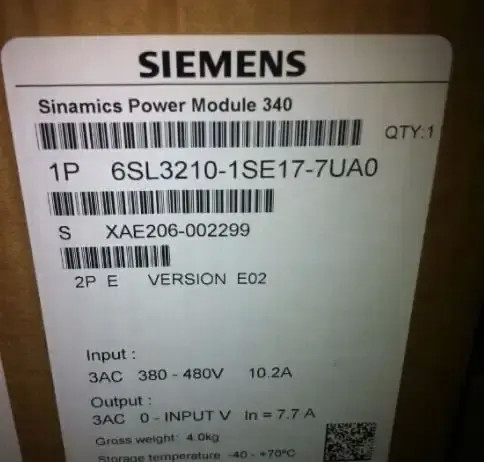 SIEMENS
Sinamics Power Module 340
QTY:1
1P 6SL3210-1SE17-7UA0
S XAE206-002299
2P E VERSION E02
Input :
3AC 380 - 480V 10.2A
Output :
3AC 0 - INPUT V In = 7.7 A
Gross weight: 4.0kg
Storage temperature -40 - +70°C